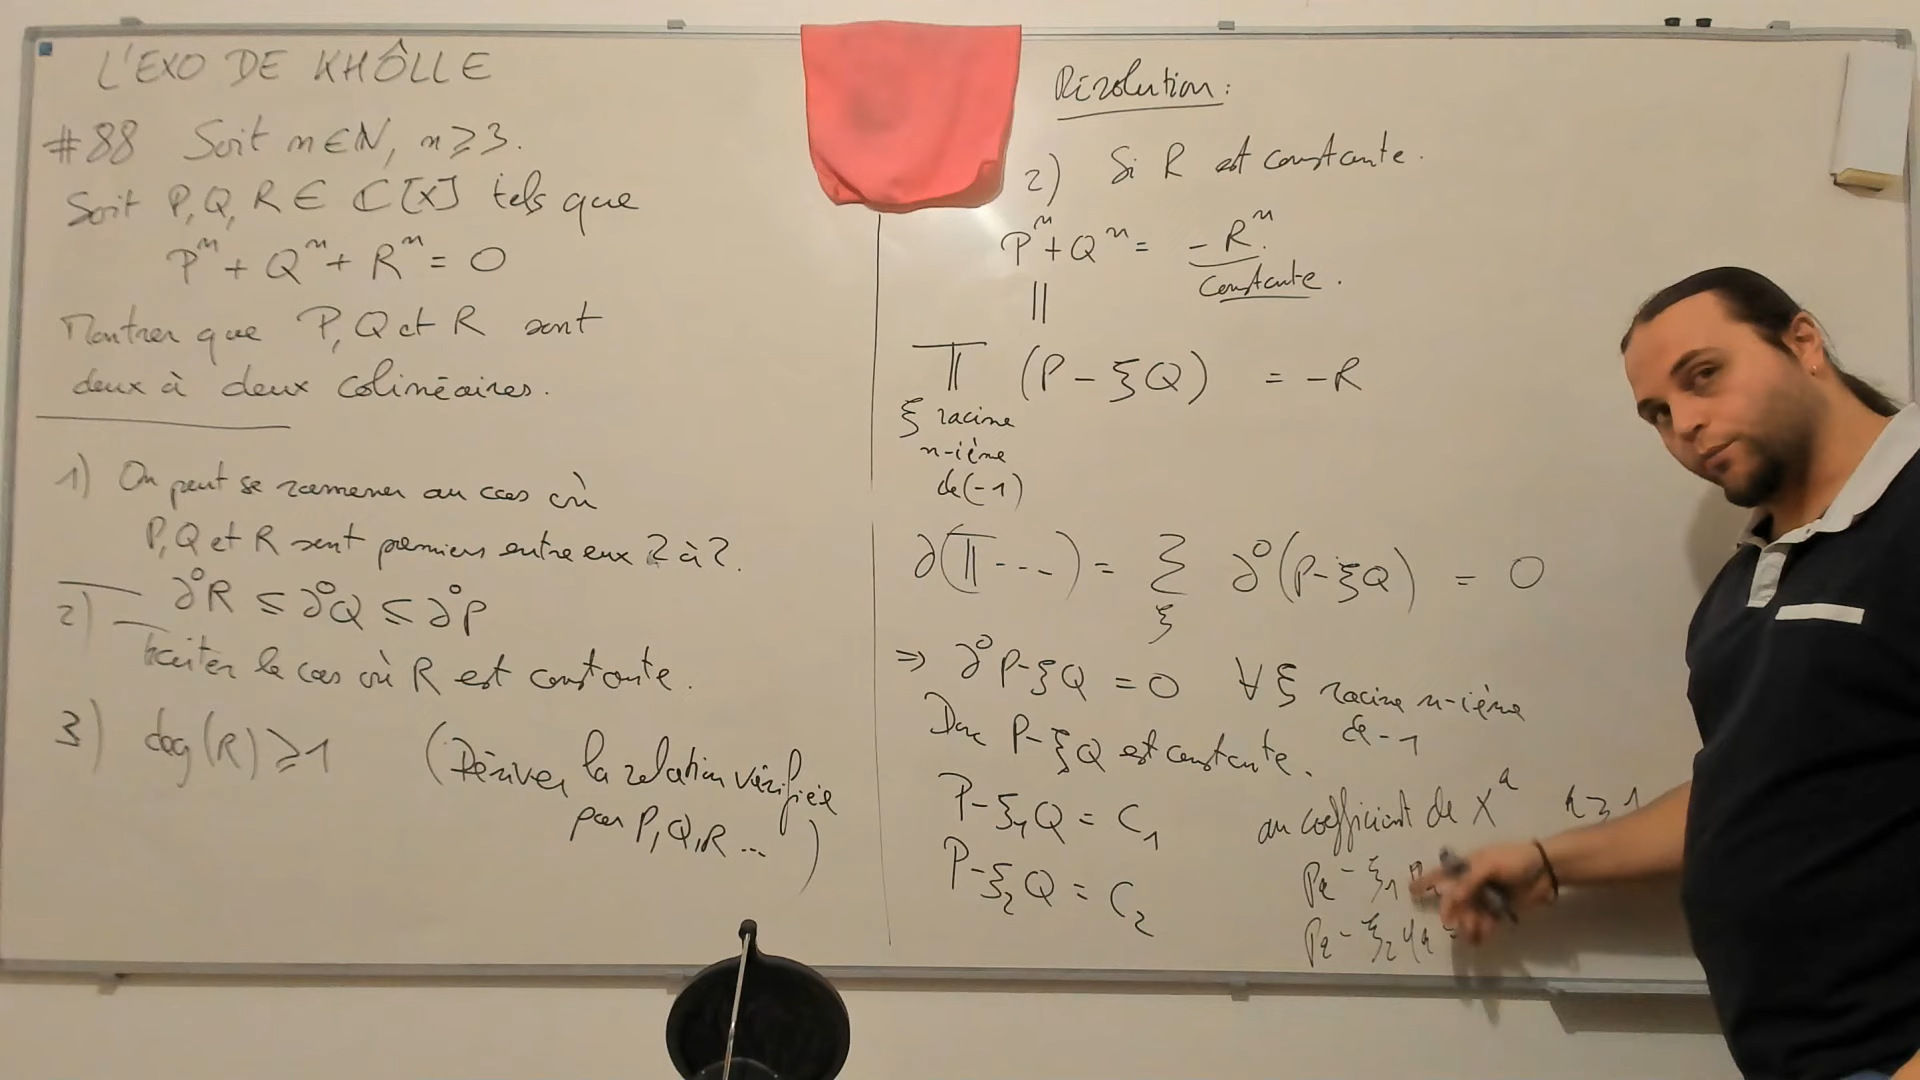 L'EXO DE KHÔLLE
#88 Soit n∈ℕ, n⩾3.
Soit P, Q, R ∈ ℂ[X] tels que
Pⁿ + Qⁿ + Rⁿ = 0
Montrer que P, Q et R sont
deux à deux colinéaires.
1) On peut se ramener au cas où
P, Q et R sont premiers entre eux 2 à 2.
∂°R ≤ ∂°Q ≤ ∂°P
2)
traiter le cas où R est constante.
3) deg(R) ⩾ 1 (Dériver la relation vérifiée
par P, Q, R ...)
Résolution :
2) Si R est constante.
Pⁿ + Qⁿ = - Rⁿ.
constante.
||
∏ (P - ξQ) = -R
ξ racine
n-ième
de (-1)
∂(∏ ---) = Σ ∂°(P-ξQ) = 0
ξ
⇒ ∂°P-ξQ = 0 ∀ξ racine n-ième
de -1
Donc P-ξQ est constante.
P-ξ₁Q = C₁
P-ξ₂Q = C₂
au coefficient de X